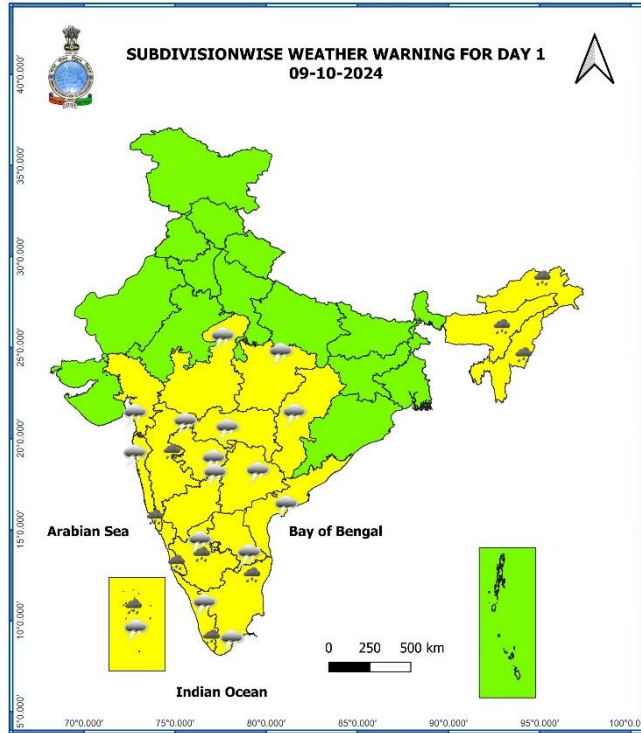 SUBDIVISIONWISE WEATHER WARNING FOR DAY 1
09-10-2024
40°0.000'
35°0.000'
30°0.000'
25°0.000'
20°0.000'
15°0.000'
10°0.000'
5°0.000'
Arabian Sea
Bay of Bengal
0 250 500 km
Indian Ocean
70°0.000' 75°0.000' 80°0.000' 85°0.000' 90°0.000' 95°0.000' 100°0.0